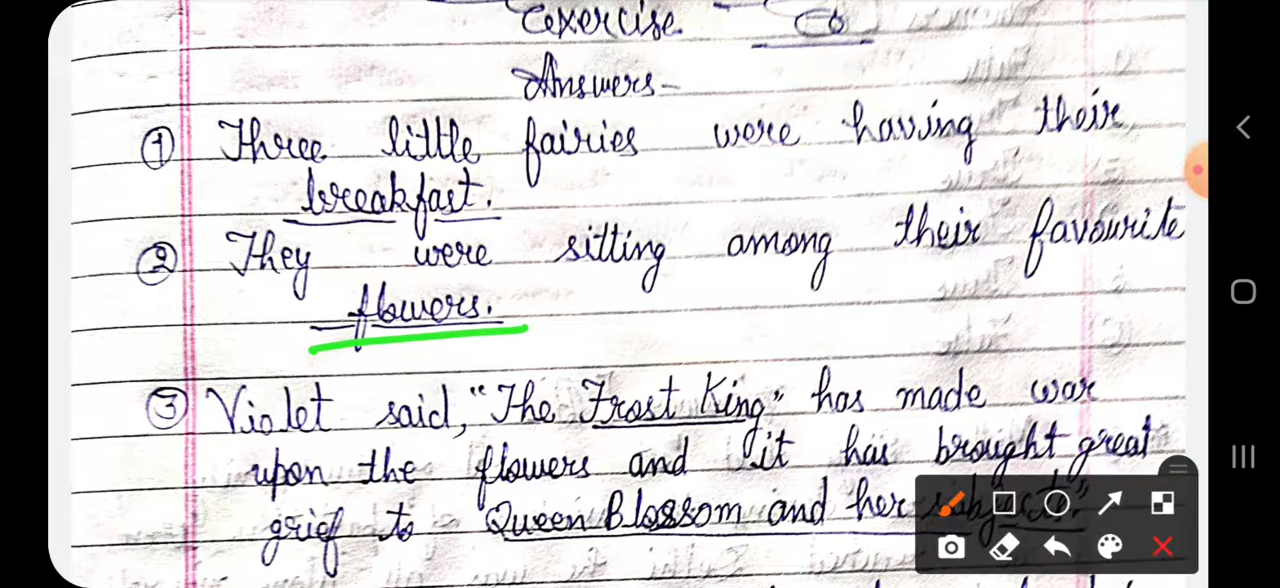 Exercise
Answers-
① Three little fairies were having their
breakfast.
② They were sitting among their favourite
flowers.
③ Violet said, "The Frost King" has made war
upon the flowers and it has brought great
grief to Queen Blossom and her subjects."